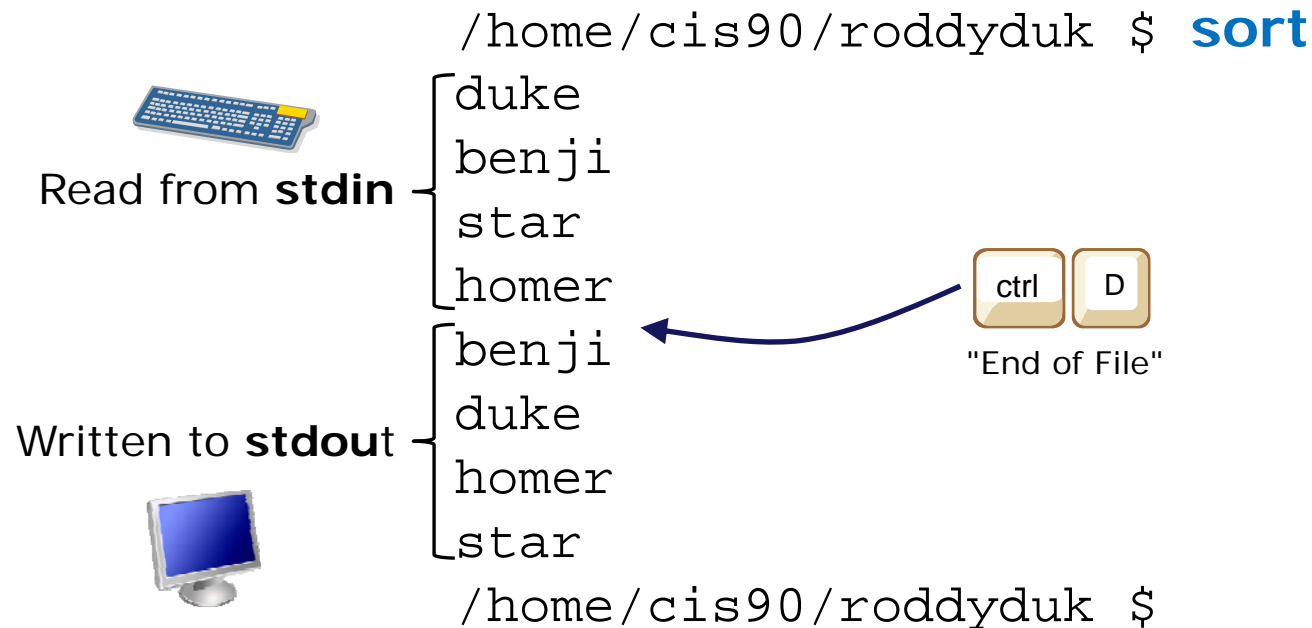 /home/cis90/roddyduk $ sort
duke
benji
Read from stdin
star
homer
ctrl D
benji
"End of File"
duke
Written to stdout
homer
star
/home/cis90/roddyduk $